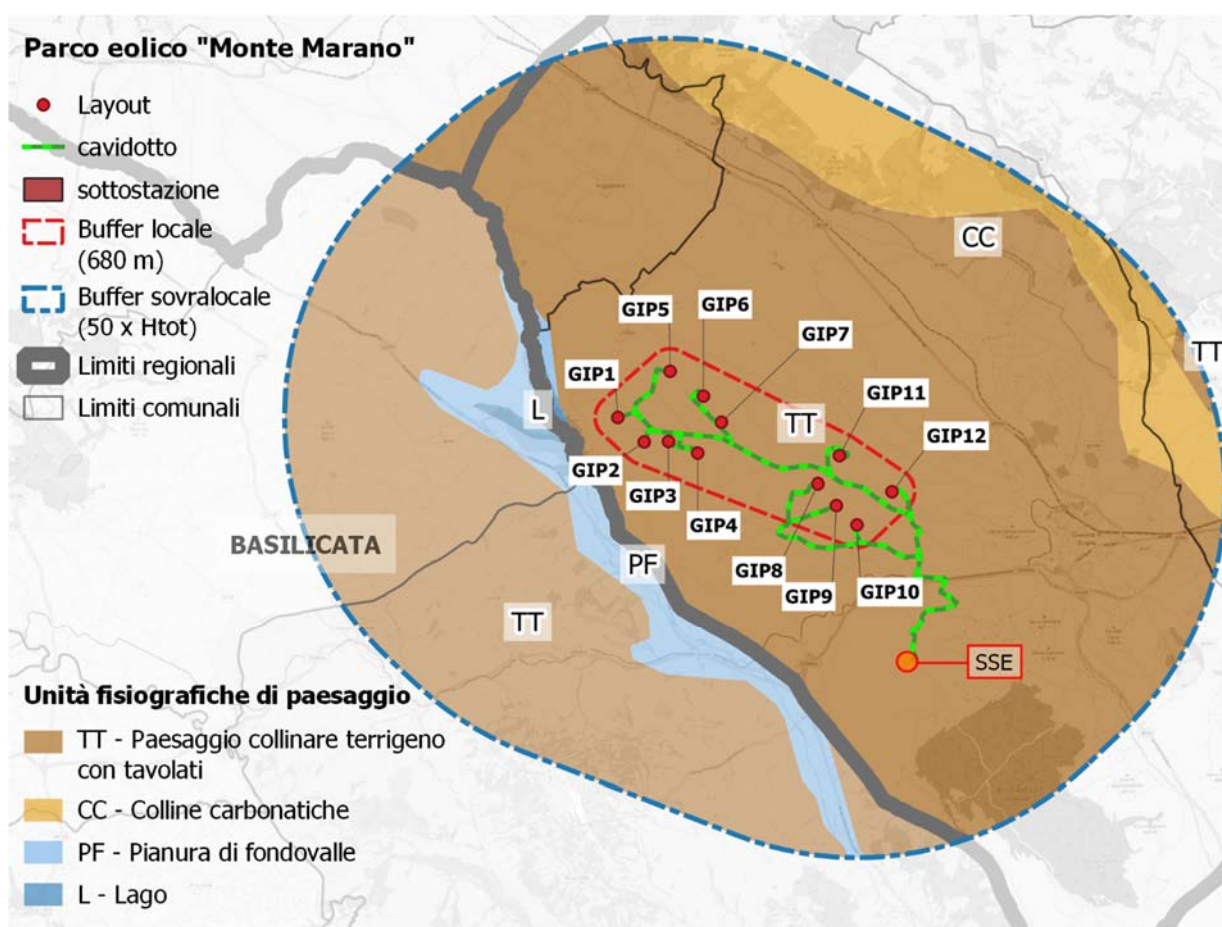 Parco eolico "Monte Marano"
Layout
cavidotto
sottostazione
Buffer locale
(680 m)
Buffer sovralocale
(50 x Htot)
Limiti regionali
Limiti comunali
CC
GIP5
GIP6
GIP7
TT
GIP1
L
TT
GIP11
GIP12
GIP2
GIP3
GIP4
BASILICATA
PF
GIP8
GIP9
GIP10
TT
SSE
Unità fisiografiche di paesaggio
TT - Paesaggio collinare terrigeno
con tavolati
CC - Colline carbonatiche
PF - Pianura di fondovalle
L - Lago